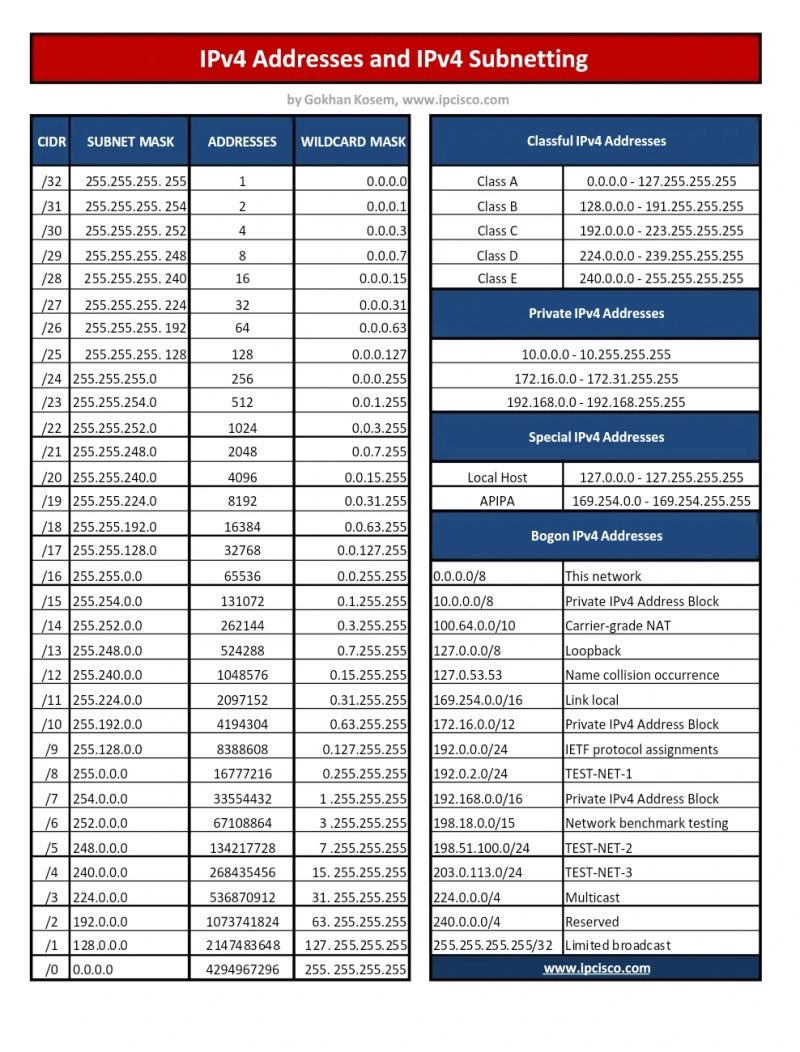 IPv4 Addresses and IPv4 Subnetting
by Gokhan Kosem, www.ipcisco.com
CIDR SUBNET MASK ADDRESSES WILDCARD MASK
/32 255.255.255. 255 1 0.0.0.0
/31 255.255.255. 254 2 0.0.0.1
/30 255.255.255. 252 4 0.0.0.3
/29 255.255.255. 248 8 0.0.0.7
/28 255.255.255. 240 16 0.0.0.15
/27 255.255.255. 224 32 0.0.0.31
/26 255.255.255. 192 64 0.0.0.63
/25 255.255.255. 128 128 0.0.0.127
/24 255.255.255.0 256 0.0.0.255
/23 255.255.254.0 512 0.0.1.255
/22 255.255.252.0 1024 0.0.3.255
/21 255.255.248.0 2048 0.0.7.255
/20 255.255.240.0 4096 0.0.15.255
/19 255.255.224.0 8192 0.0.31.255
/18 255.255.192.0 16384 0.0.63.255
/17 255.255.128.0 32768 0.0.127.255
/16 255.255.0.0 65536 0.0.255.255
/15 255.254.0.0 131072 0.1.255.255
/14 255.252.0.0 262144 0.3.255.255
/13 255.248.0.0 524288 0.7.255.255
/12 255.240.0.0 1048576 0.15.255.255
/11 255.224.0.0 2097152 0.31.255.255
/10 255.192.0.0 4194304 0.63.255.255
/9 255.128.0.0 8388608 0.127.255.255
/8 255.0.0.0 16777216 0.255.255.255
/7 254.0.0.0 33554432 1 .255.255.255
/6 252.0.0.0 67108864 3 .255.255.255
/5 248.0.0.0 134217728 7 .255.255.255
/4 240.0.0.0 268435456 15. 255.255.255
/3 224.0.0.0 536870912 31. 255.255.255
/2 192.0.0.0 1073741824 63. 255.255.255
/1 128.0.0.0 2147483648 127. 255.255.255
/0 0.0.0.0 4294967296 255. 255.255.255
Classful IPv4 Addresses
Class A 0.0.0.0 - 127.255.255.255
Class B 128.0.0.0 - 191.255.255.255
Class C 192.0.0.0 - 223.255.255.255
Class D 224.0.0.0 - 239.255.255.255
Class E 240.0.0.0 - 255.255.255.255
Private IPv4 Addresses
10.0.0.0 - 10.255.255.255
172.16.0.0 - 172.31.255.255
192.168.0.0 - 192.168.255.255
Special IPv4 Addresses
Local Host 127.0.0.0 - 127.255.255.255
APIPA 169.254.0.0 - 169.254.255.255
Bogon IPv4 Addresses
0.0.0.0/8 This network
10.0.0.0/8 Private IPv4 Address Block
100.64.0.0/10 Carrier-grade NAT
127.0.0.0/8 Loopback
127.0.53.53 Name collision occurrence
169.254.0.0/16 Link local
172.16.0.0/12 Private IPv4 Address Block
192.0.0.0/24 IETF protocol assignments
192.0.2.0/24 TEST-NET-1
192.168.0.0/16 Private IPv4 Address Block
198.18.0.0/15 Network benchmark testing
198.51.100.0/24 TEST-NET-2
203.0.113.0/24 TEST-NET-3
224.0.0.0/4 Multicast
240.0.0.0/4 Reserved
255.255.255.255/32 Limited broadcast
www.ipcisco.com